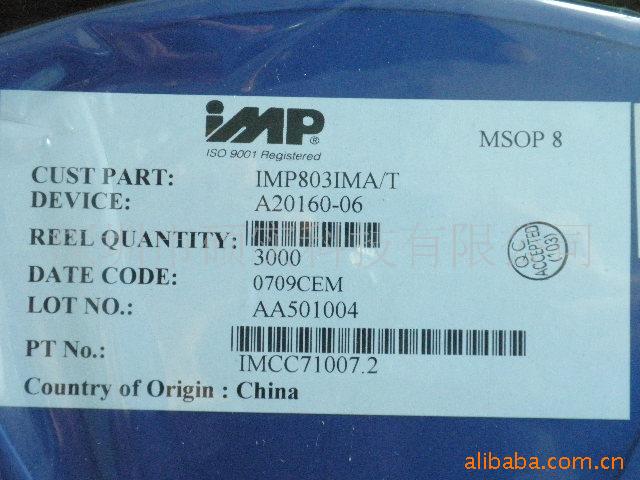 iMP®
ISO 9001 Registered
MSOP 8
CUST PART: IMP803IMA/T
DEVICE: A20160-06
REEL QUANTITY:
3000
QC
ACCEPTED
(103)
DATE CODE: 0709CEM
LOT NO.: AA501004
PT No.:
IMCC71007.2
Country of Origin : China
alibaba.com.cn